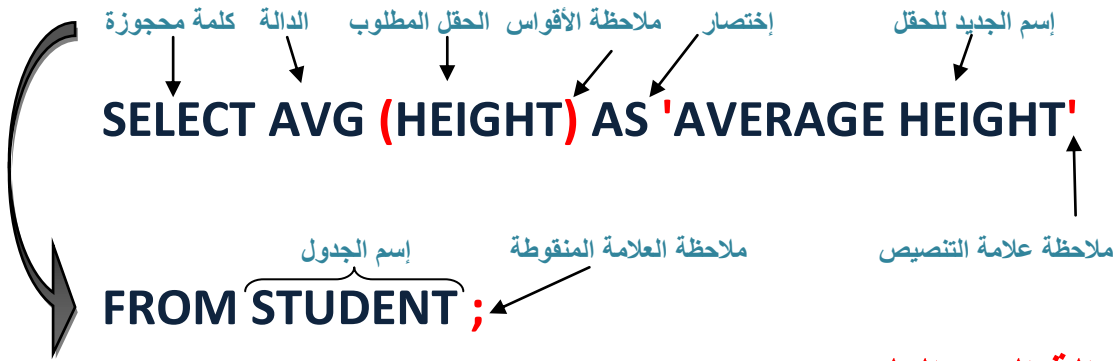 كلمة محجوزة الدالة الحقل المطلوب ملاحظة الأقواس إختصار إسم الجديد للحقل
SELECT AVG (HEIGHT) AS 'AVERAGE HEIGHT'
إسم الجدول ملاحظة العلامة المنقوطة ملاحظة علامة التنصيص
FROM STUDENT ;